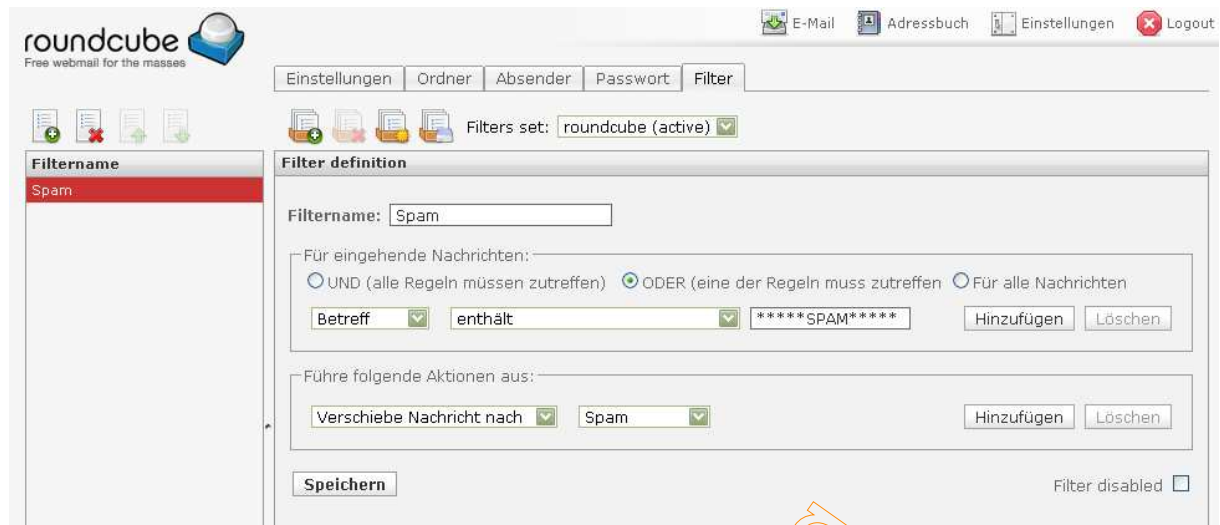 E-Mail Adressbuch Einstellungen Logout
roundcube
Free webmail for the masses
Einstellungen Ordner Absender Passwort Filter
Filters set: roundcube (active)
Filtername
Spam
Filter definition
Filtername: Spam
Für eingehende Nachrichten:
UND (alle Regeln müssen zutreffen) ODER (eine der Regeln muss zutreffen Für alle Nachrichten
Betreff enthält *****SPAM***** Hinzufügen Löschen
Führe folgende Aktionen aus:
Verschiebe Nachricht nach Spam Hinzufügen Löschen
Speichern Filter disabled